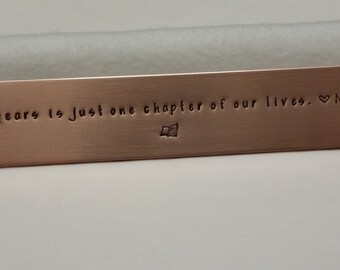 years is just one chapter of our lives. ♡